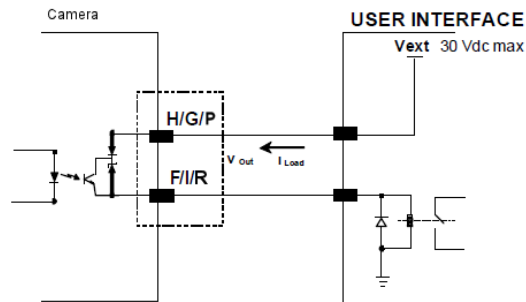 Camera
USER INTERFACE
Vext 30 Vdc max
H/G/P
V Out
I Load
F/I/R